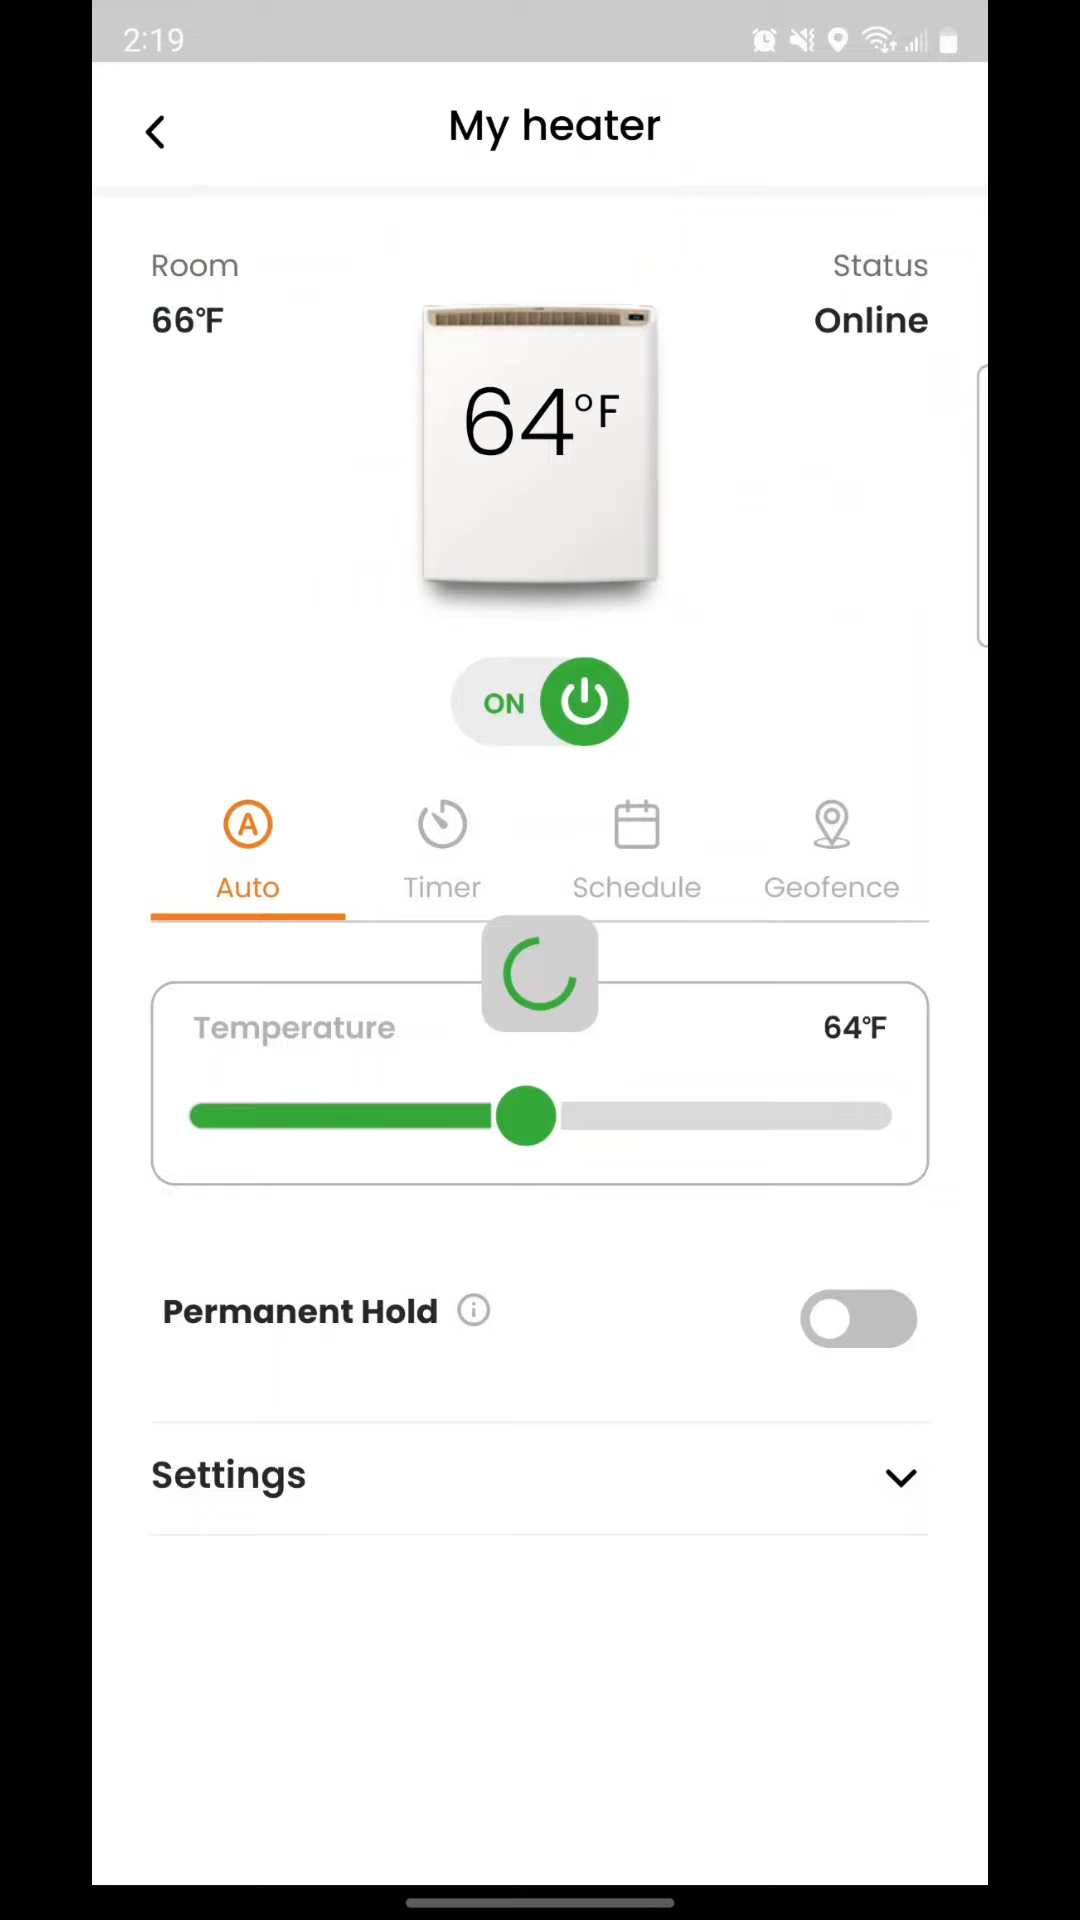 2:19
My heater
Room
Status
66°F
Online
64°F
ON
A
Auto
Timer
Schedule
Geofence
Temperature
64°F
Permanent Hold
Settings